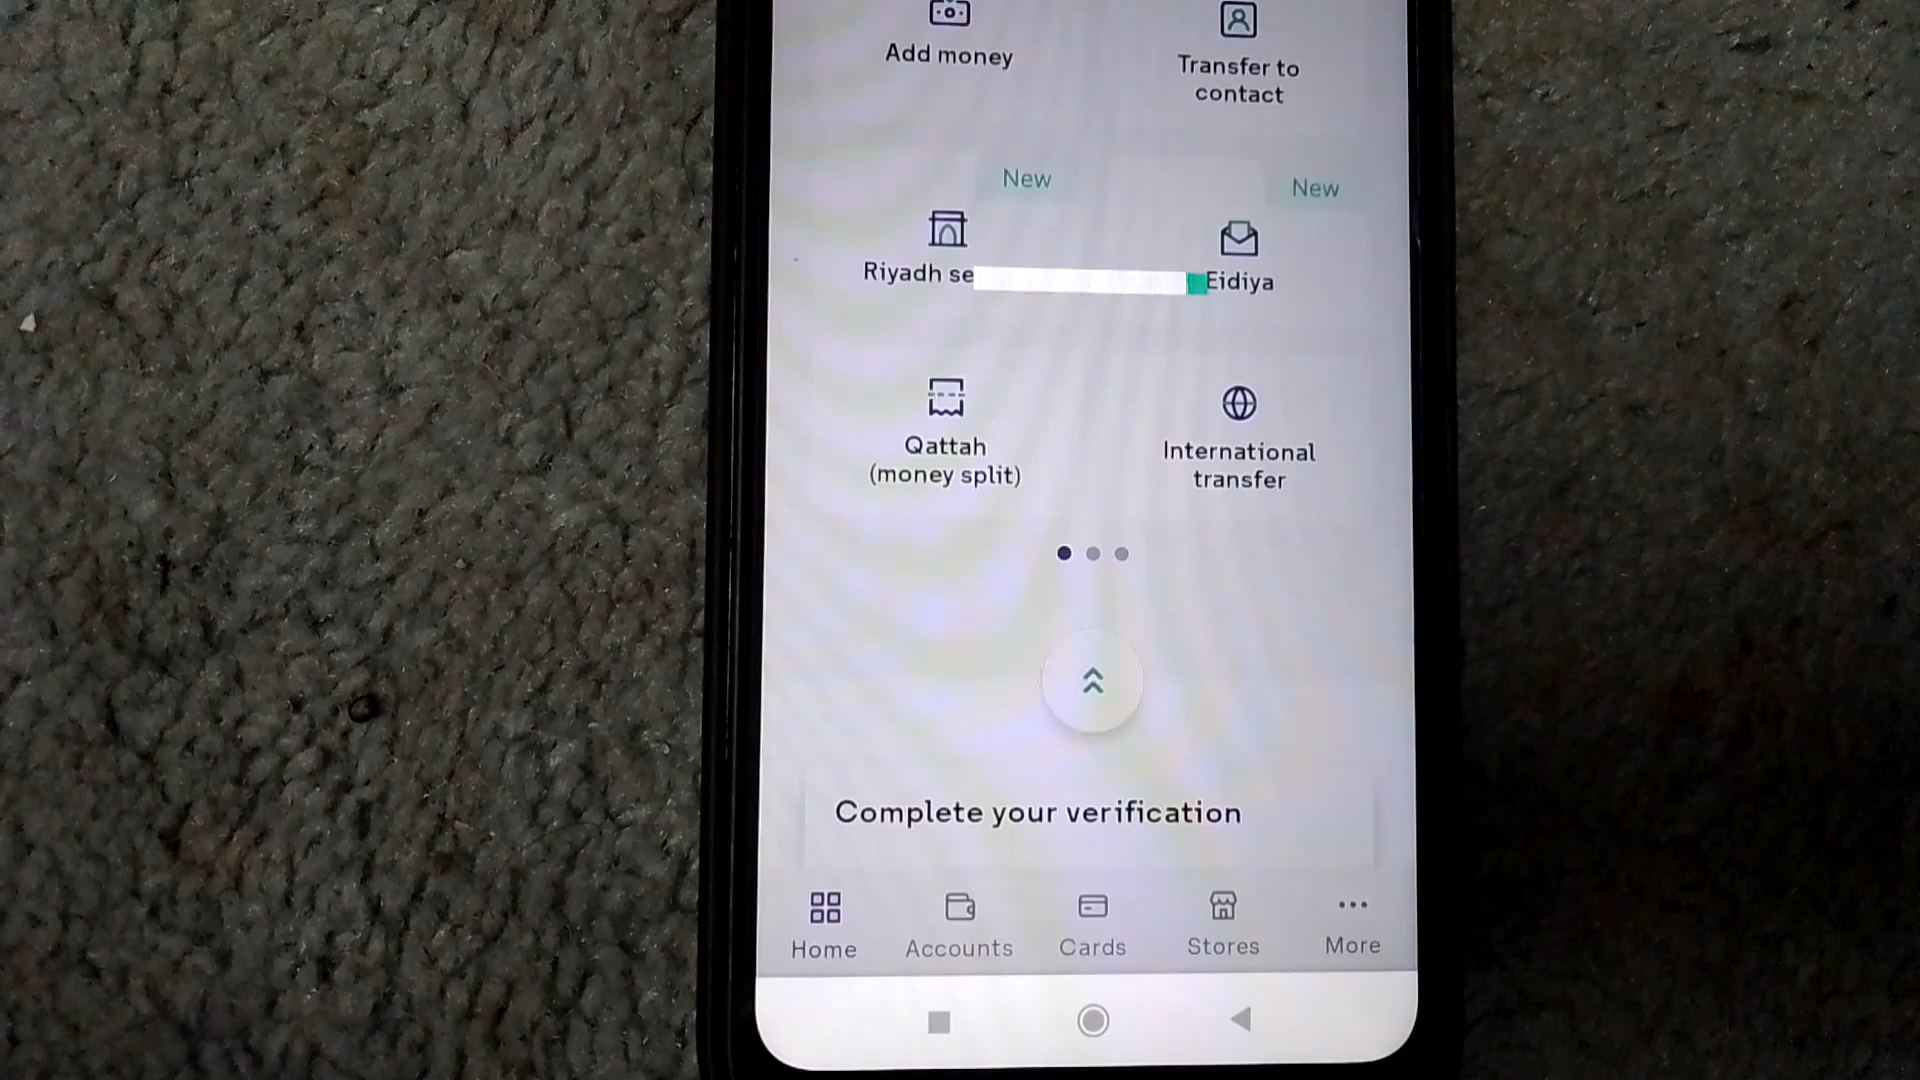 Add money
Transfer to
contact
New
New
Riyadh se
Eidiya
Qattah
(money split)
International
transfer
Complete your verification
Home
Accounts
Cards
Stores
More